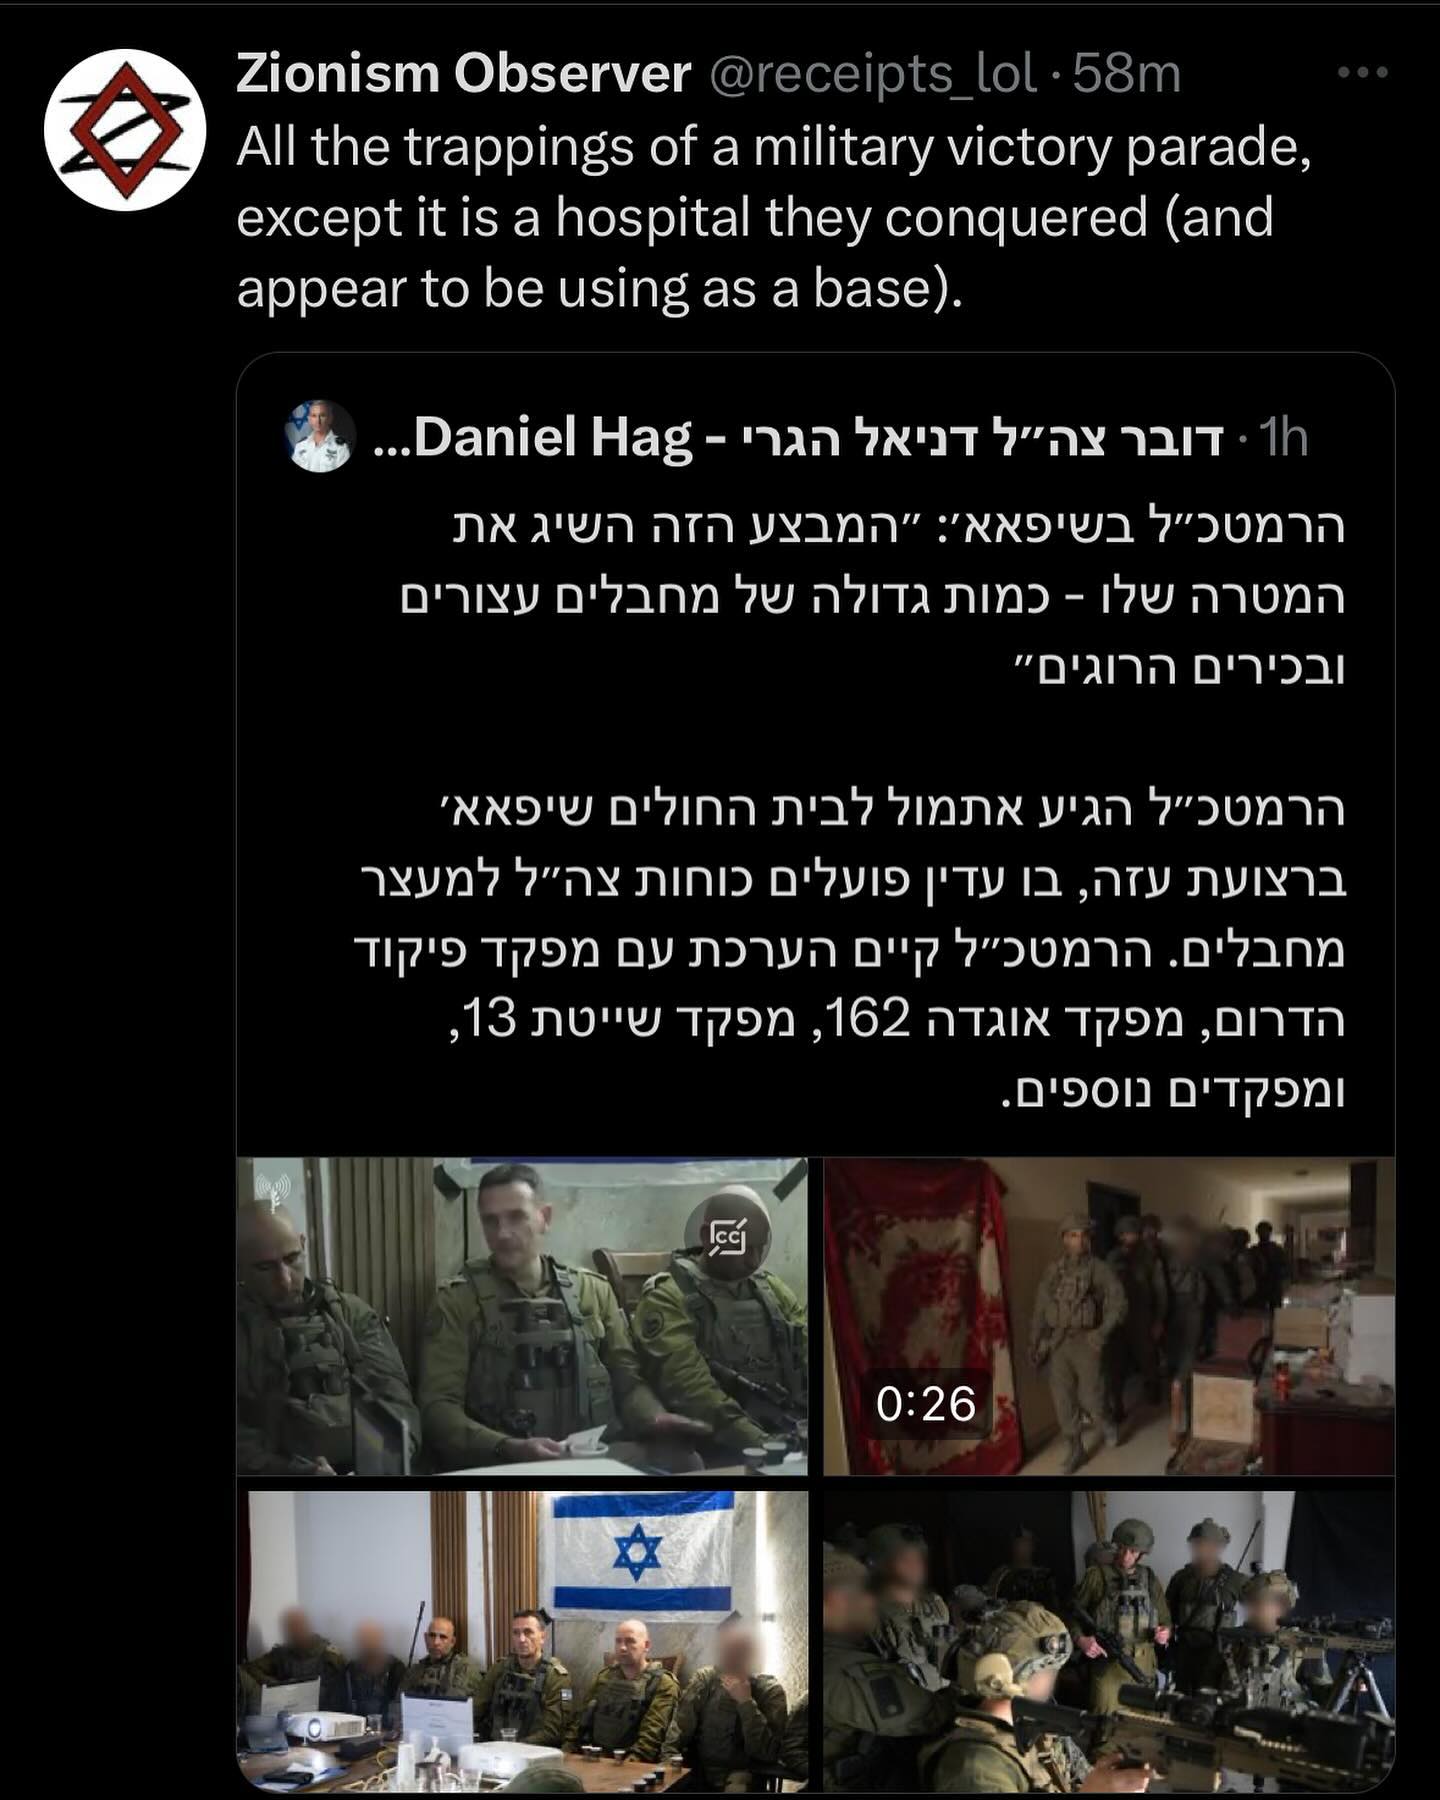 Zionism Observer @receipts_lol · 58m
All the trappings of a military victory parade,
except it is a hospital they conquered (and
appear to be using as a base).
דובר צה״ל דניאל הגרי - Daniel Hag... · 1h
הרמטכ״ל בשיפאא׳: ״המבצע הזה השיג את
המטרה שלו - כמות גדולה של מחבלים עצורים
ובכירים הרוגים״
הרמטכ״ל הגיע אתמול לבית החולים שיפאא׳
ברצועת עזה, בו עדין פועלים כוחות צה״ל למעצר
מחבלים. הרמטכ״ל קיים הערכת עם מפקד פיקוד
הדרום, מפקד אוגדה 162, מפקד שייטת 13,
ומפקדים נוספים.
CC
0:26